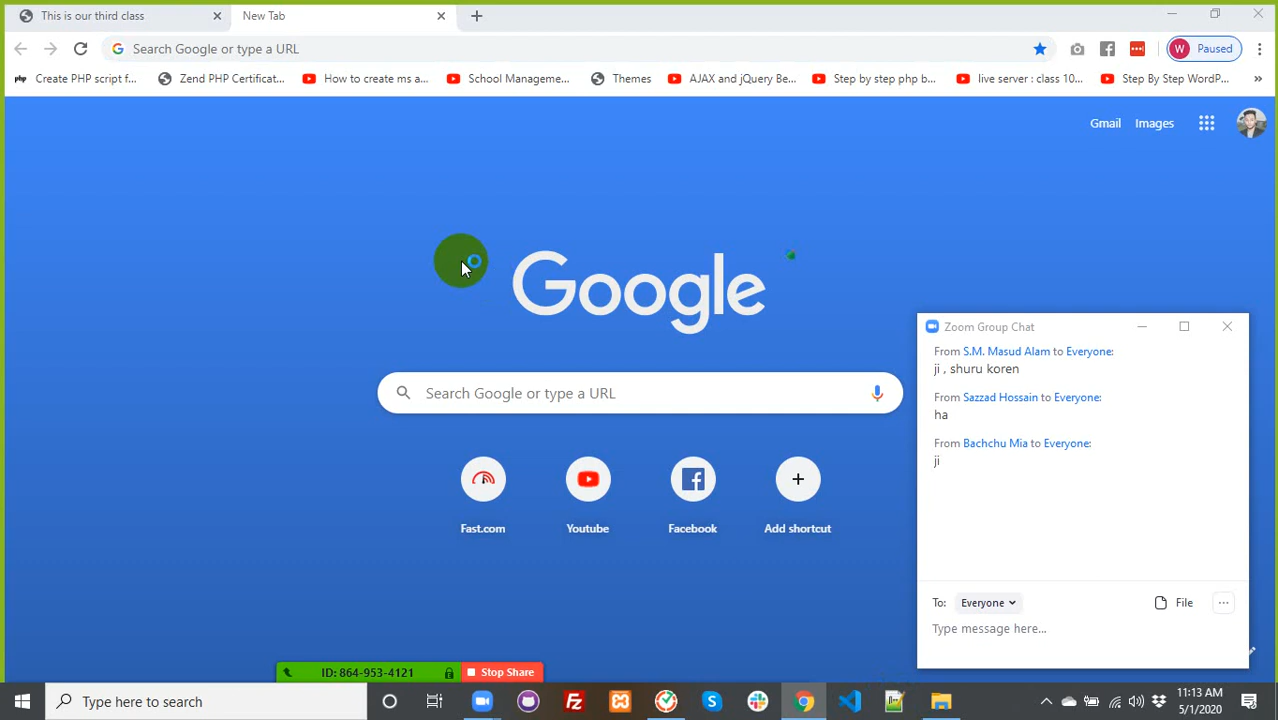 This is our third class
New Tab
Search Google or type a URL
W Paused
php Create PHP script f...
Zend PHP Certificat...
How to create ms a...
School Manageme...
Themes
AJAX and jQuery Be...
Step by step php b...
live server : class 10...
Step By Step WordP...
Gmail Images
Google
Search Google or type a URL
Fast.com
Youtube
Facebook
Add shortcut
Zoom Group Chat
From S.M. Masud Alam to Everyone:
ji , shuru koren
From Sazzad Hossain to Everyone:
ha
From Bachchu Mia to Everyone:
ji
To: Everyone File
Type message here...
ID: 864-953-4121 Stop Share
Type here to search
11:13 AM
5/1/2020